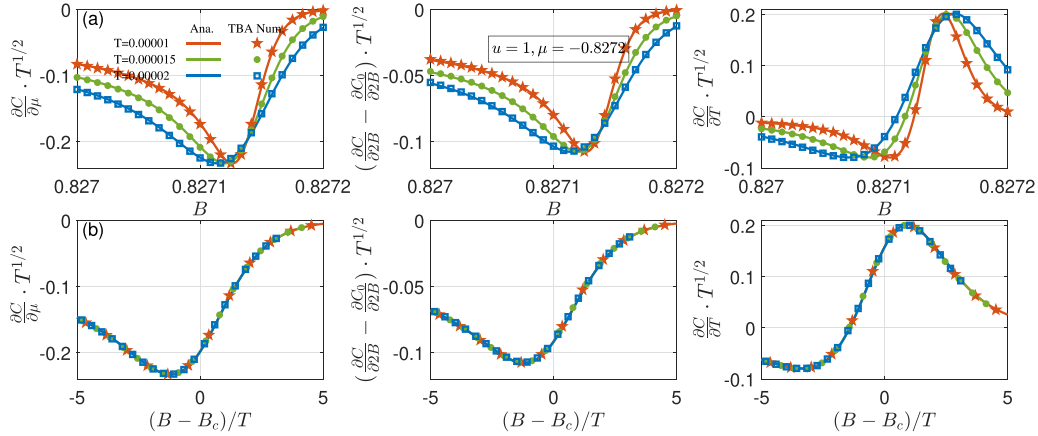 (a)
Ana. TBA Num.
T=0.00001
T=0.000015
T=0.00002
0
-0.1
-0.2
∂C/∂μ · T^{1/2}
0.827 0.8271 0.8272
B
u = 1, μ = −0.8272
0
-0.05
-0.1
(∂C/∂2B − ∂C_0/∂2B) · T^{1/2}
0.827 0.8271 0.8272
B
0.2
0.1
0
-0.1
∂C/∂T · T^{1/2}
0.827 0.8271 0.8272
B
(b)
0
-0.2
∂C/∂μ · T^{1/2}
-5 0 5
(B − B_c)/T
0
-0.05
-0.1
(∂C/∂2B − ∂C_0/∂2B) · T^{1/2}
-5 0 5
(B − B_c)/T
0.2
0.1
0
-0.1
∂C/∂T · T^{1/2}
-5 0 5
(B − B_c)/T